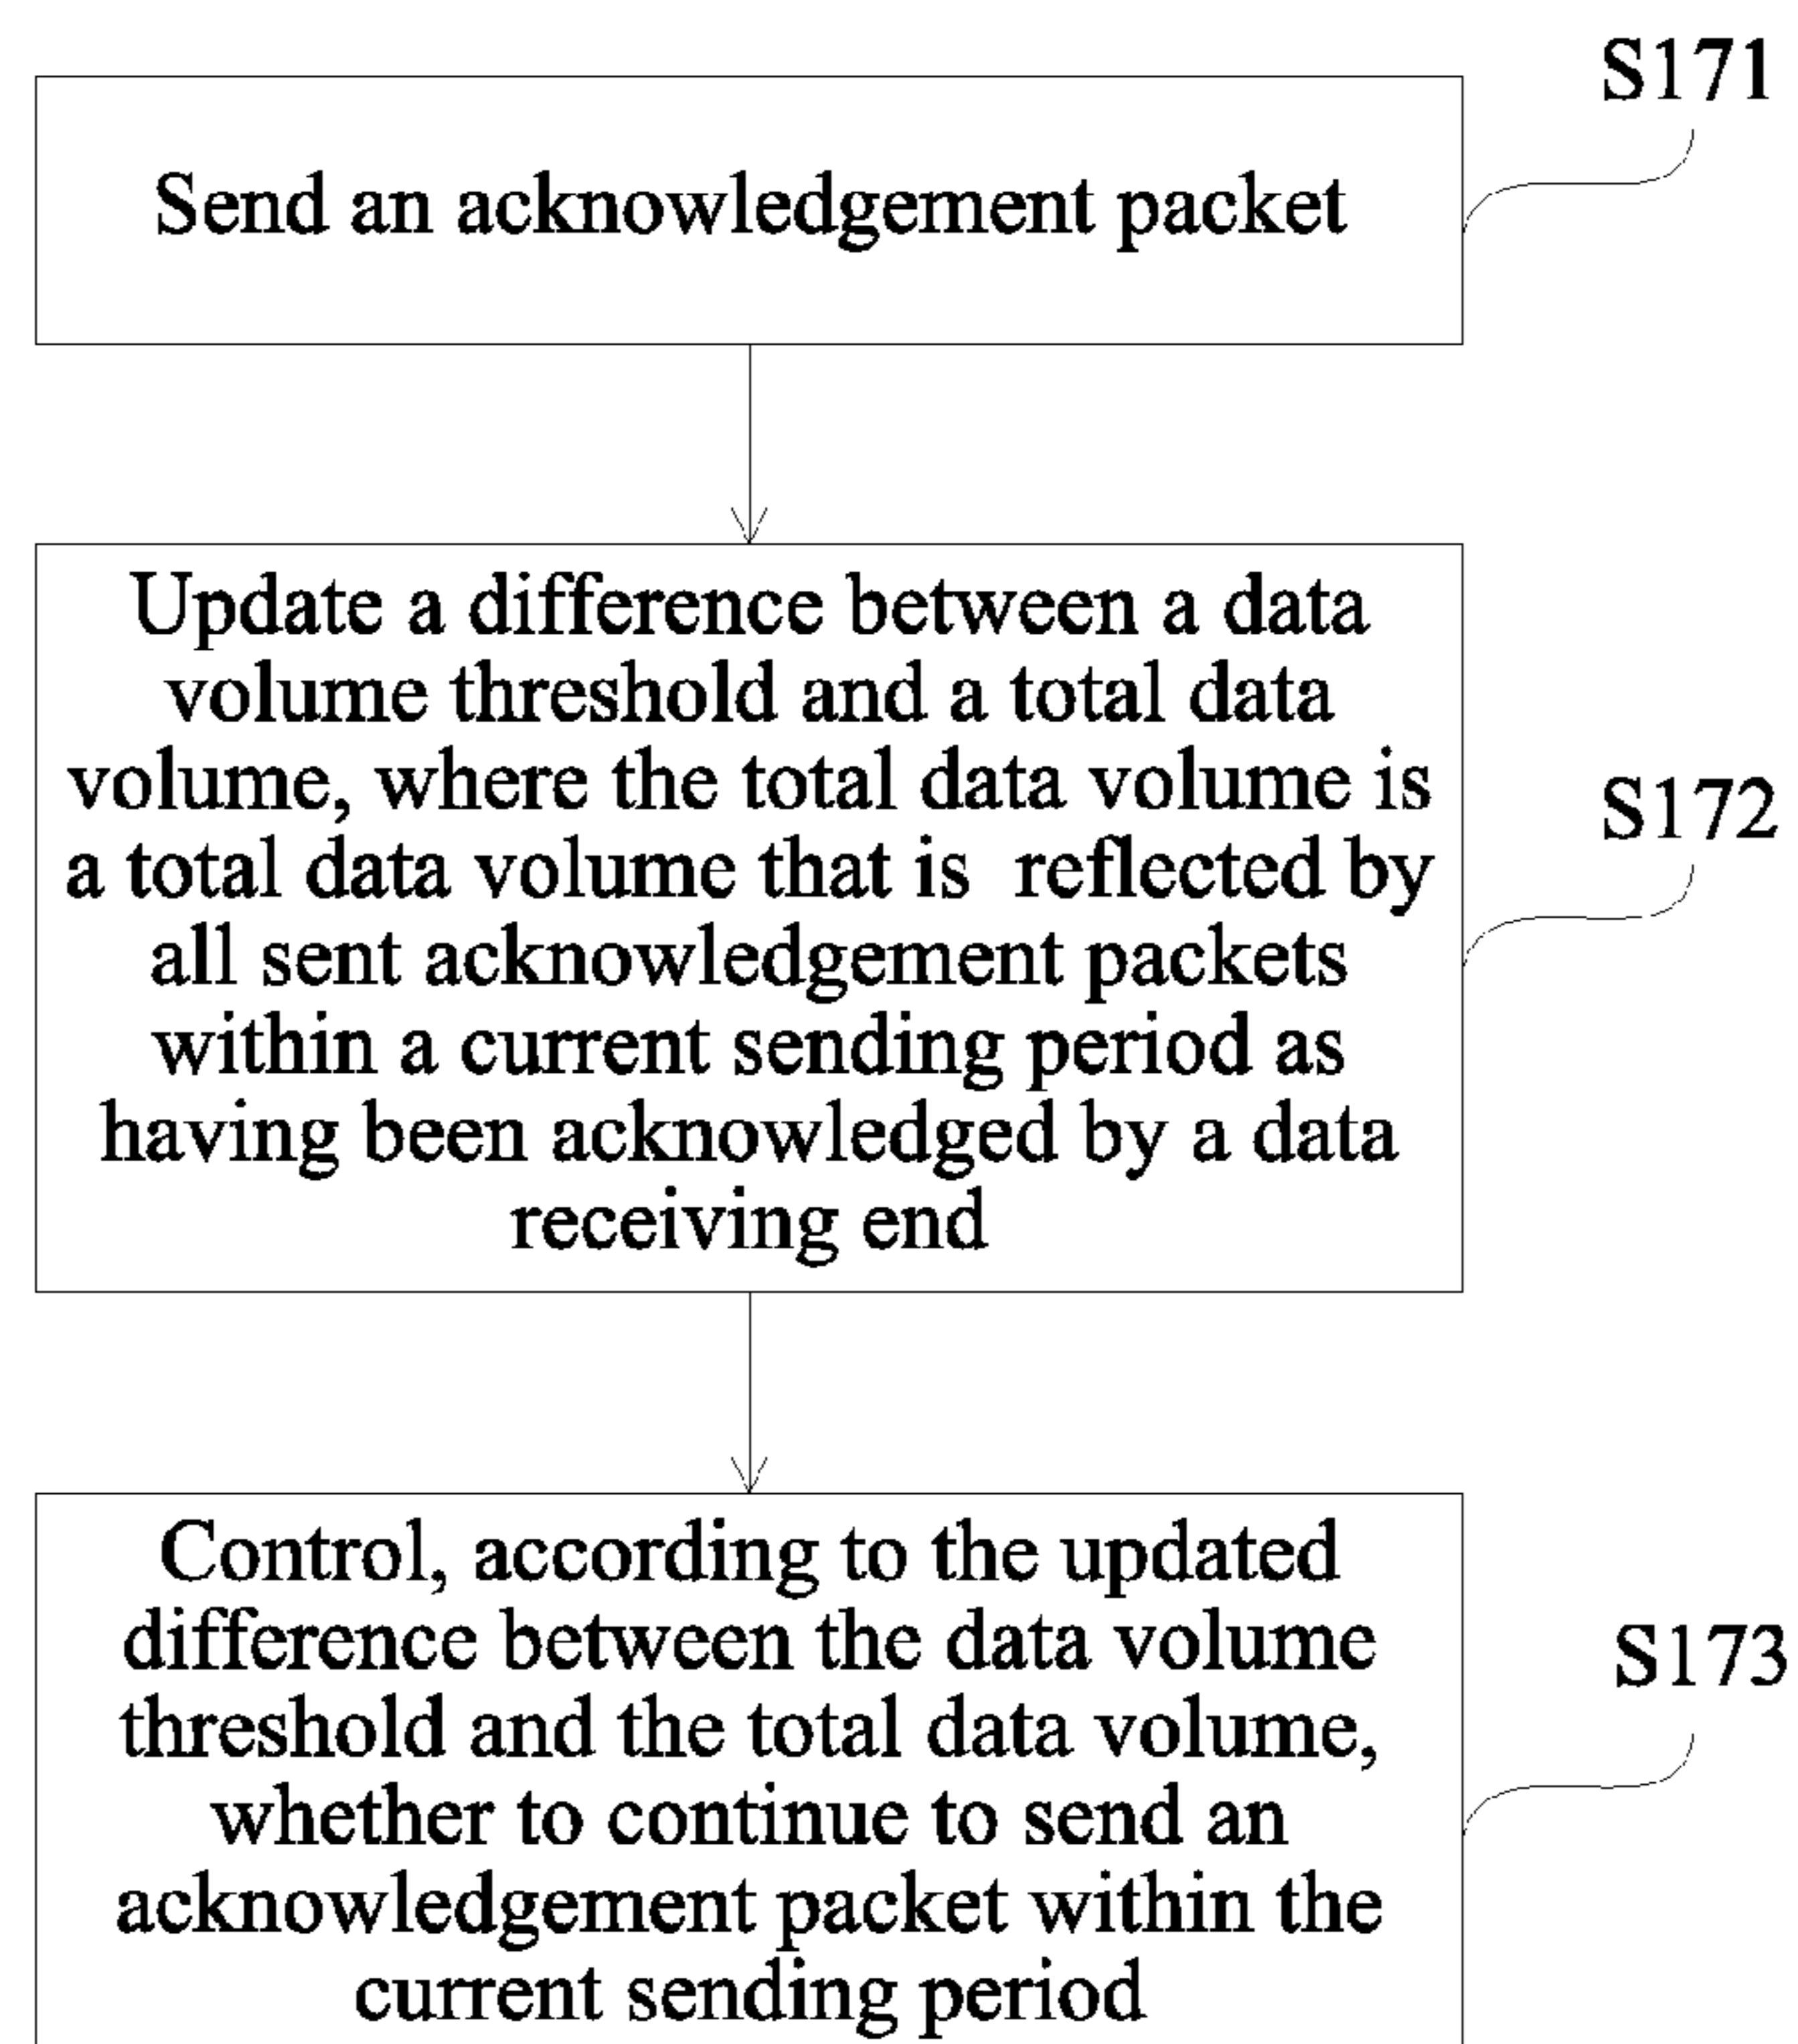 S171
Send an acknowledgement packet
Update a difference between a data
volume threshold and a total data
volume, where the total data volume is
a total data volume that is reflected by
all sent acknowledgement packets
within a current sending period as
having been acknowledged by a data
receiving end
S172
Control, according to the updated
difference between the data volume
threshold and the total data volume,
whether to continue to send an
acknowledgement packet within the
current sending period
S173